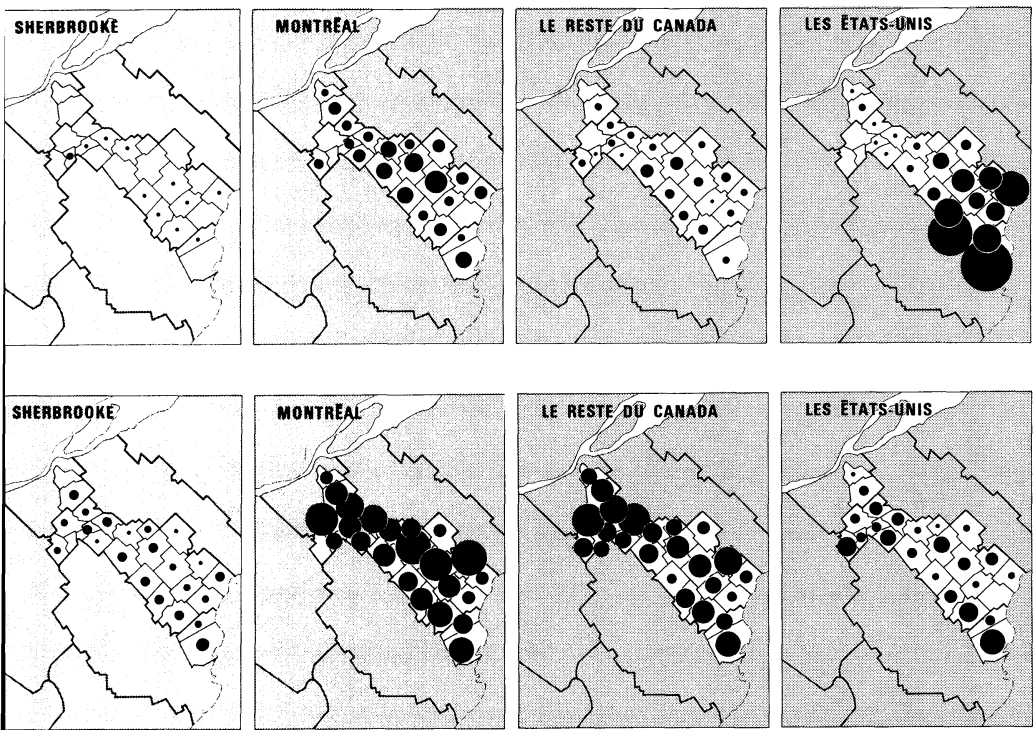 SHERBROOKE
MONTRÉAL
LE RESTE DU CANADA
LES ÉTATS-UNIS
SHERBROOKE
MONTRÉAL
LE RESTE DU CANADA
LES ÉTATS-UNIS